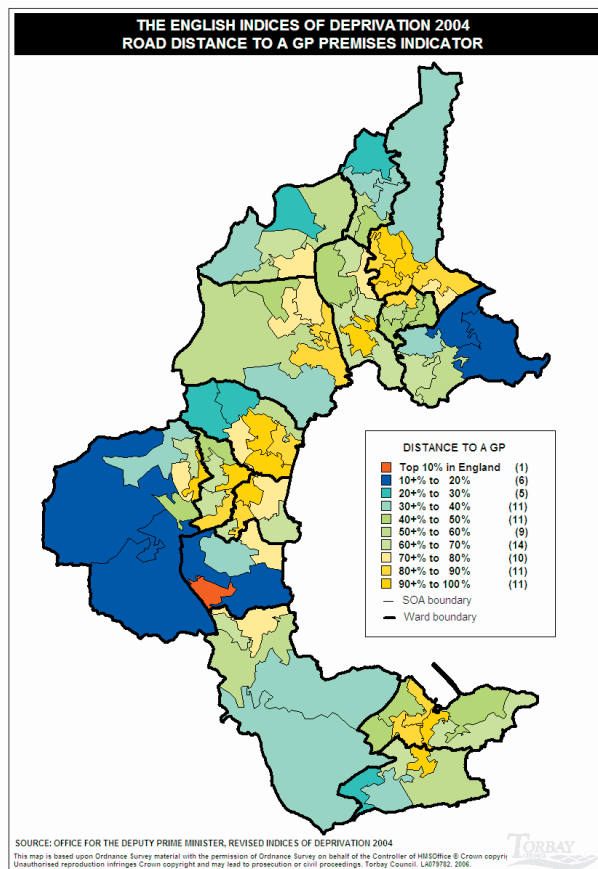 THE ENGLISH INDICES OF DEPRIVATION 2004
ROAD DISTANCE TO A GP PREMISES INDICATOR
DISTANCE TO A GP
Top 10% in England (1)
10+% to 20% (6)
20+% to 30% (5)
30+% to 40% (11)
40+% to 50% (11)
50+% to 60% (9)
60+% to 70% (14)
70+% to 80% (10)
80+% to 90% (11)
90+% to 100% (11)
SOA boundary
Ward boundary
SOURCE: OFFICE FOR THE DEPUTY PRIME MINISTER, REVISED INDICES OF DEPRIVATION 2004
This map is based upon Ordnance Survey material with the permission of Ordnance Survey on behalf of the Controller of HMSOffice © Crown copyri
Unauthorised reproduction infringes Crown copyright and may lead to prosecution or civil proceedings. Torbay Council. LA079782. 2006.
TORBAY
COUNCIL